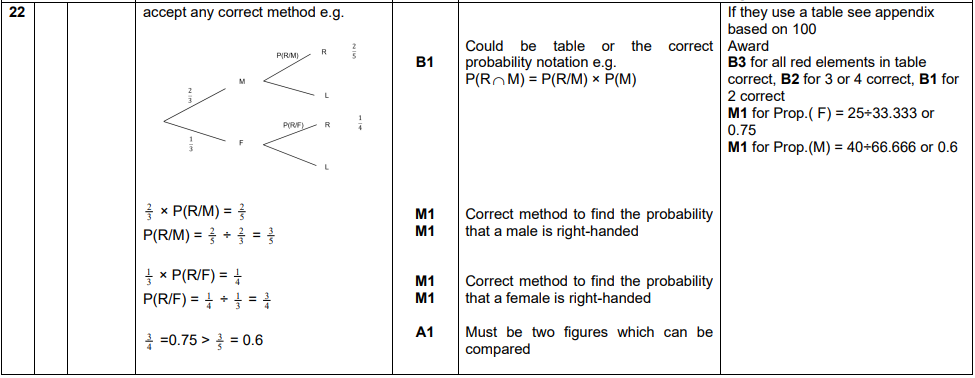 22
accept any correct method e.g.
P(R/M)
R
2/5
M
L
2/3
P(R/F)
R
1/4
1/3
F
L
2/3 × P(R/M) = 2/5
P(R/M) = 2/5 ÷ 2/3 = 3/5
1/3 × P(R/F) = 1/4
P(R/F) = 1/4 ÷ 1/3 = 3/4
3/4 =0.75 > 3/5 = 0.6
B1
M1
M1
M1
M1
A1
Could be table or the correct
probability notation e.g.
P(R∩M) = P(R/M) × P(M)
Correct method to find the probability
that a male is right-handed
Correct method to find the probability
that a female is right-handed
Must be two figures which can be
compared
If they use a table see appendix
based on 100
Award
B3 for all red elements in table
correct, B2 for 3 or 4 correct, B1 for
2 correct
M1 for Prop.( F) = 25÷33.333 or
0.75
M1 for Prop.(M) = 40÷66.666 or 0.6